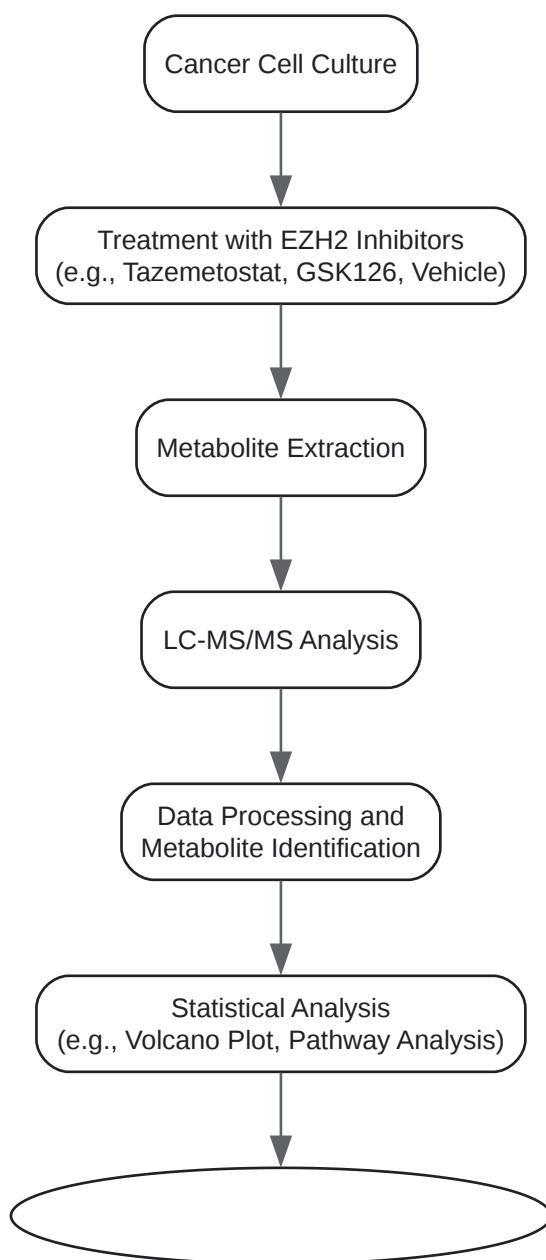 Cancer Cell Culture
Treatment with EZH2 Inhibitors
(e.g., Tazemetostat, GSK126, Vehicle)
Metabolite Extraction
LC-MS/MS Analysis
Data Processing and
Metabolite Identification
Statistical Analysis
(e.g., Volcano Plot, Pathway Analysis)